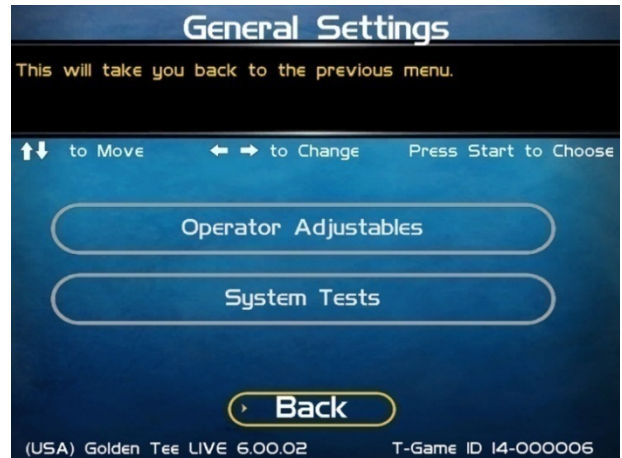 General Settings
This will take you back to the previous menu.
↑↓ to Move ← → to Change Press Start to Choose
Operator Adjustables
System Tests
Back
(USA) Golden Tee LIVE 6.00.02 T-Game ID 14-000006